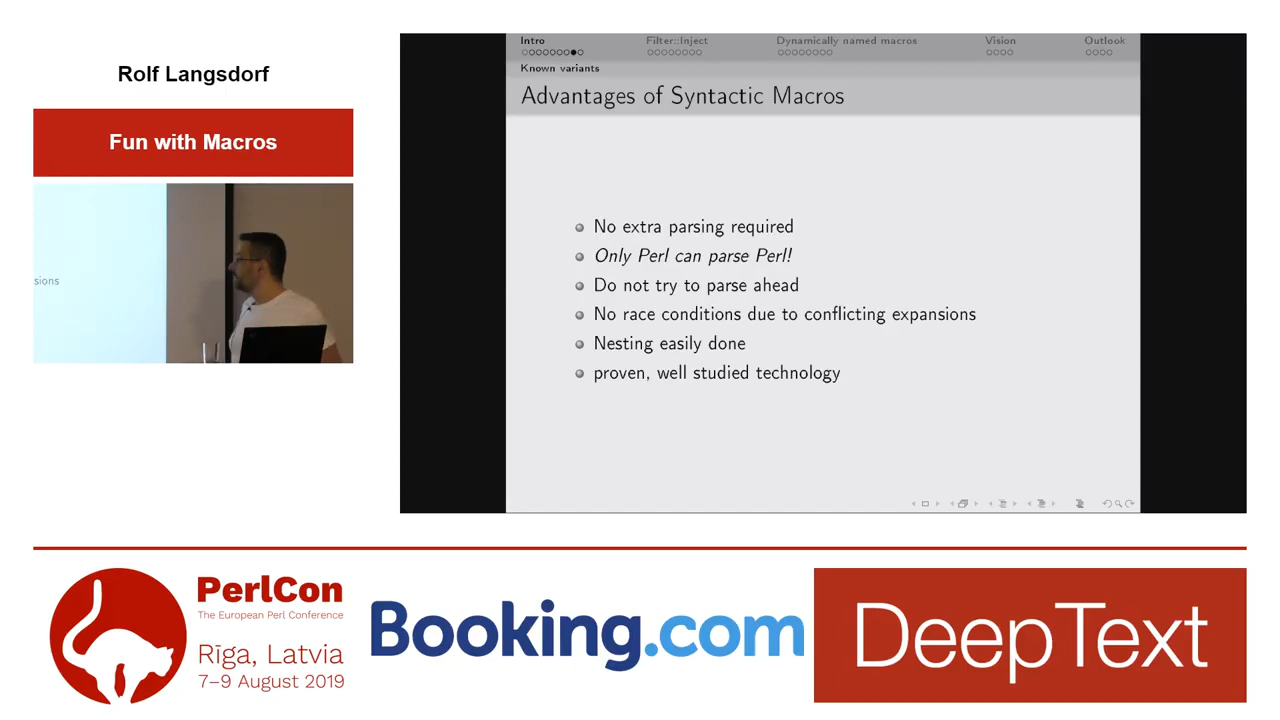 Rolf Langsdorf
Fun with Macros
sions
Intro
Filter::Inject
Dynamically named macros
Vision
Outlook
Known variants
Advantages of Syntactic Macros
No extra parsing required
Only Perl can parse Perl!
Do not try to parse ahead
No race conditions due to conflicting expansions
Nesting easily done
proven, well studied technology
PerlCon
The European Perl Conference
Rīga, Latvia
7–9 August 2019
Booking.com
DeepText